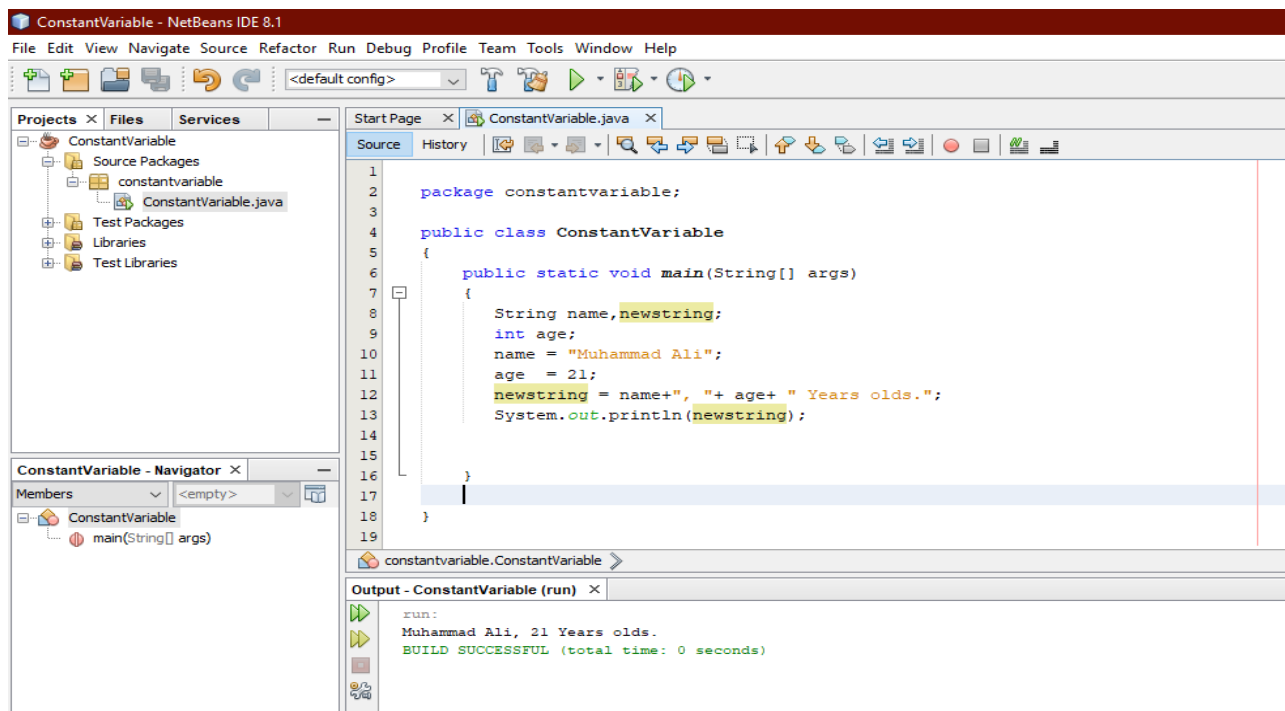 ConstantVariable - NetBeans IDE 8.1
File Edit View Navigate Source Refactor Run Debug Profile Team Tools Window Help
<default config>
Projects Files Services
ConstantVariable
Source Packages
constantvariable
ConstantVariable.java
Test Packages
Libraries
Test Libraries
ConstantVariable - Navigator
Members <empty>
ConstantVariable
main(String[] args)
Start Page ConstantVariable.java
Source History
1
2 package constantvariable;
3
4 public class ConstantVariable
5 {
6 public static void main(String[] args)
7 {
8 String name,newstring;
9 int age;
10 name = "Muhammad Ali";
11 age  = 21;
12 newstring = name+", "+ age+ " Years olds.";
13 System.out.println(newstring);
14
15
16 }
17
18 }
19
constantvariable.ConstantVariable
Output - ConstantVariable (run)
run:
Muhammad Ali, 21 Years olds.
BUILD SUCCESSFUL (total time: 0 seconds)